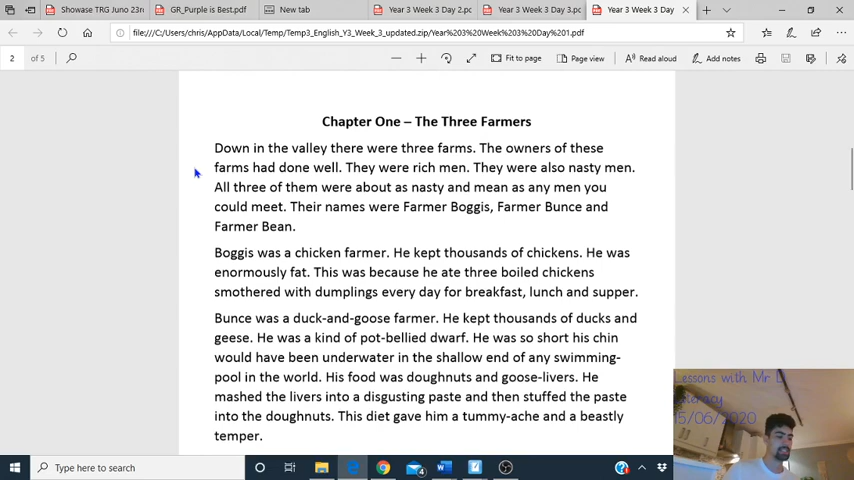 Showase TRG Juno 23r
GR_Purple is Best.pdf
New tab
Year 3 Week 3 Day 2.pc
Year 3 Week 3 Day 3.pc
Year 3 Week 3 Day
file:///C:/Users/chris/AppData/Local/Temp/Temp3_English_Y3_Week_3_updated.zip/Year%203%20Week%203%20Day%201.pdf
2 of 5
Fit to page
Page view
Read aloud
Add notes
Chapter One – The Three Farmers
Down in the valley there were three farms. The owners of these
farms had done well. They were rich men. They were also nasty men.
All three of them were about as nasty and mean as any men you
could meet. Their names were Farmer Boggis, Farmer Bunce and
Farmer Bean.
Boggis was a chicken farmer. He kept thousands of chickens. He was
enormously fat. This was because he ate three boiled chickens
smothered with dumplings every day for breakfast, lunch and supper.
Bunce was a duck-and-goose farmer. He kept thousands of ducks and
geese. He was a kind of pot-bellied dwarf. He was so short his chin
would have been underwater in the shallow end of any swimming-
pool in the world. His food was doughnuts and goose-livers. He
mashed the livers into a disgusting paste and then stuffed the paste
into the doughnuts. This diet gave him a tummy-ache and a beastly
temper.
Lessons with Mr D
Literacy
15/06/2020
Type here to search
4